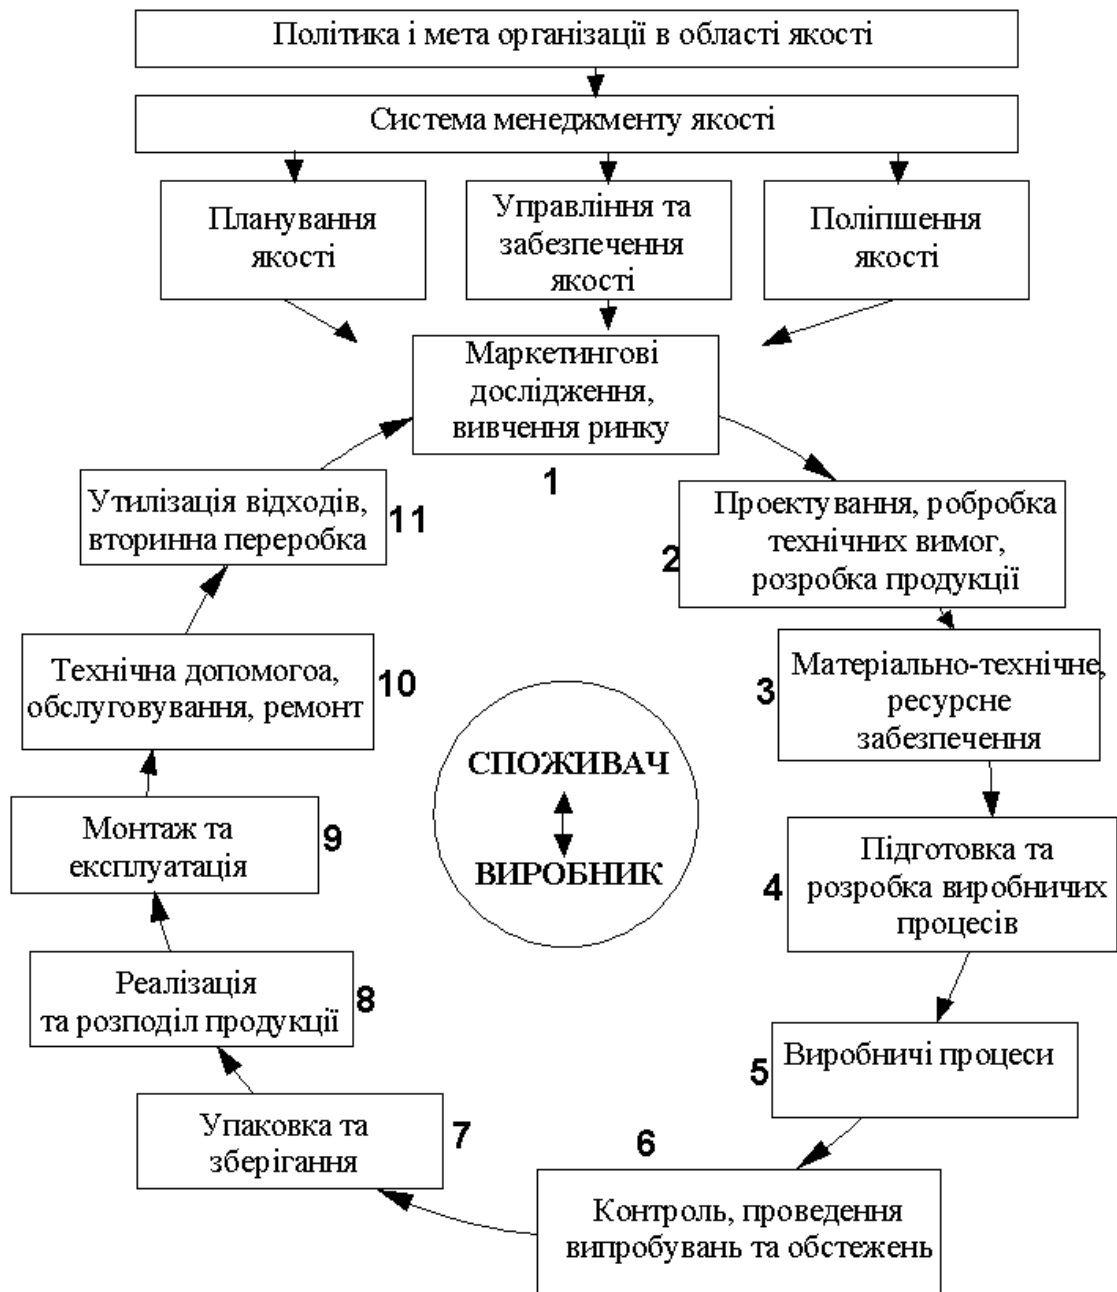 Політика і мета організації в області якості
Система менеджменту якості
Планування
якості
Управління та
забезпечення
якості
Поліпшення
якості
Маркетингові
дослідження,
вивчення ринку
1
Проектування, робробка
технічних вимог,
розробка продукції
2
Матеріально-технічне,
ресурсне
забезпечення
3
Підготовка та
розробка виробничих
процесів
4
Виробничі процеси
5
6
Контроль, проведення
випробувань та обстежень
Упаковка та
зберігання
7
Реалізація
та розподіл продукції
8
Монтаж та
експлуатація
9
Технічна допомогоа,
обслуговування, ремонт
10
Утилізація відходів,
вторинна переробка
11
СПОЖИВАЧ
ВИРОБНИК